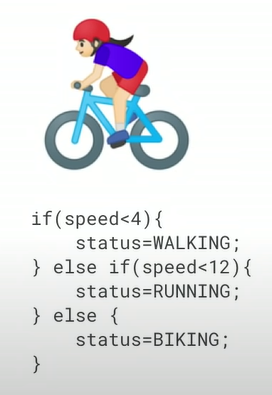 if(speed<4){
    status=WALKING;
} else if(speed<12){
    status=RUNNING;
} else {
    status=BIKING;
}